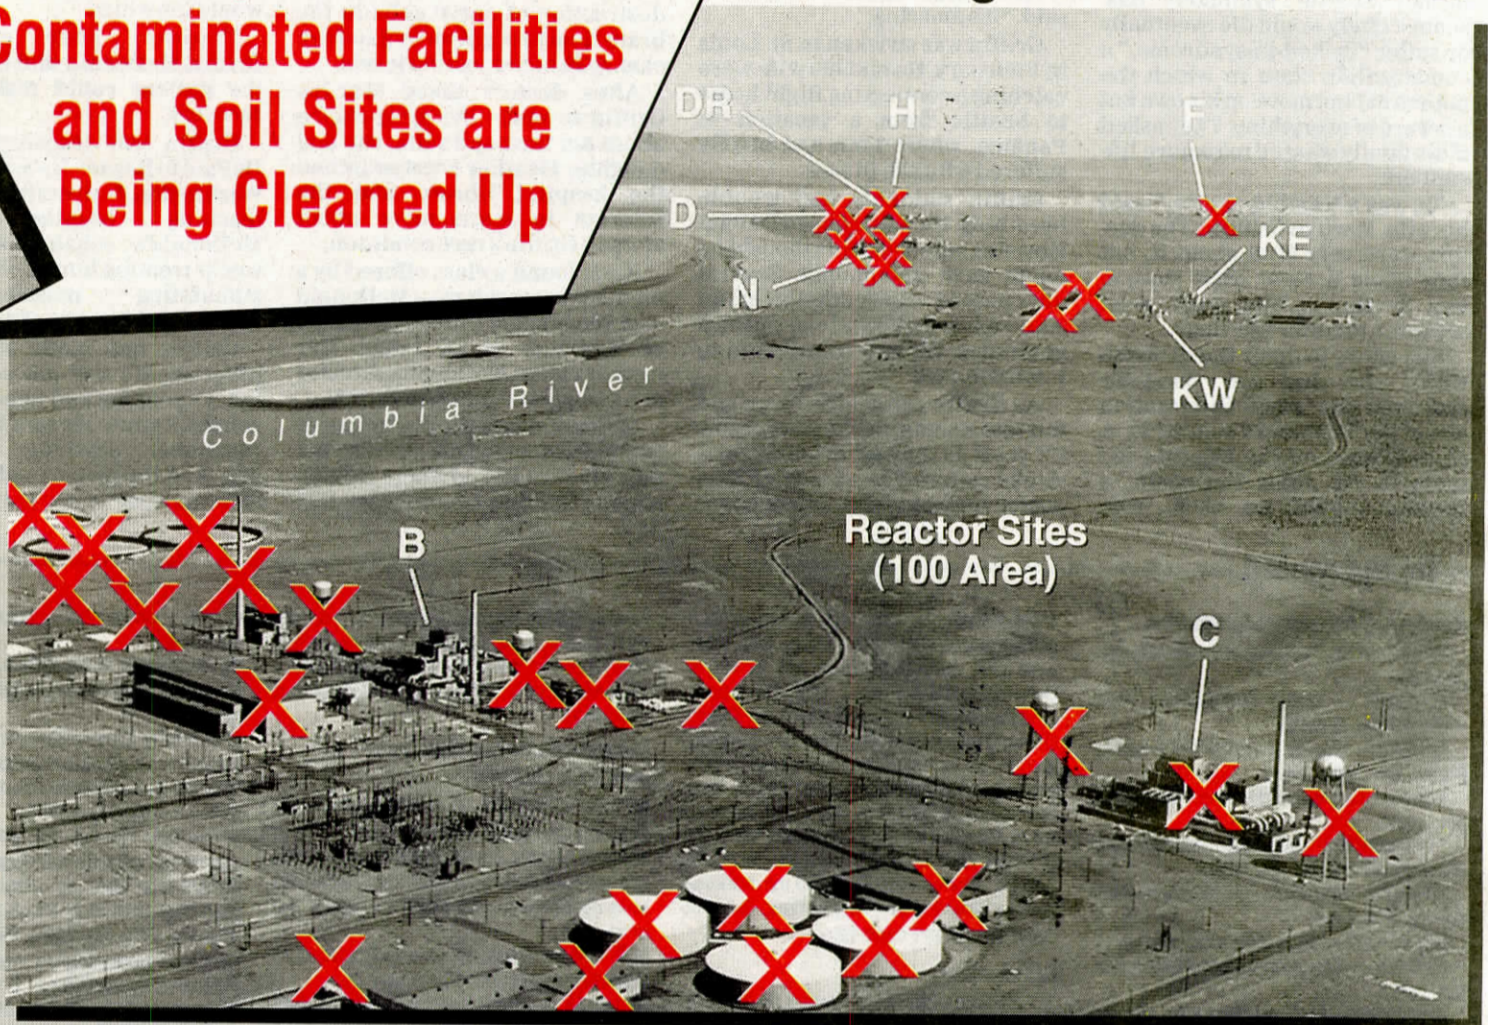 Contaminated Facilities
and Soil Sites are
Being Cleaned Up
DR
H
F
D
KE
N
KW
Columbia River
B
Reactor Sites
(100 Area)
C